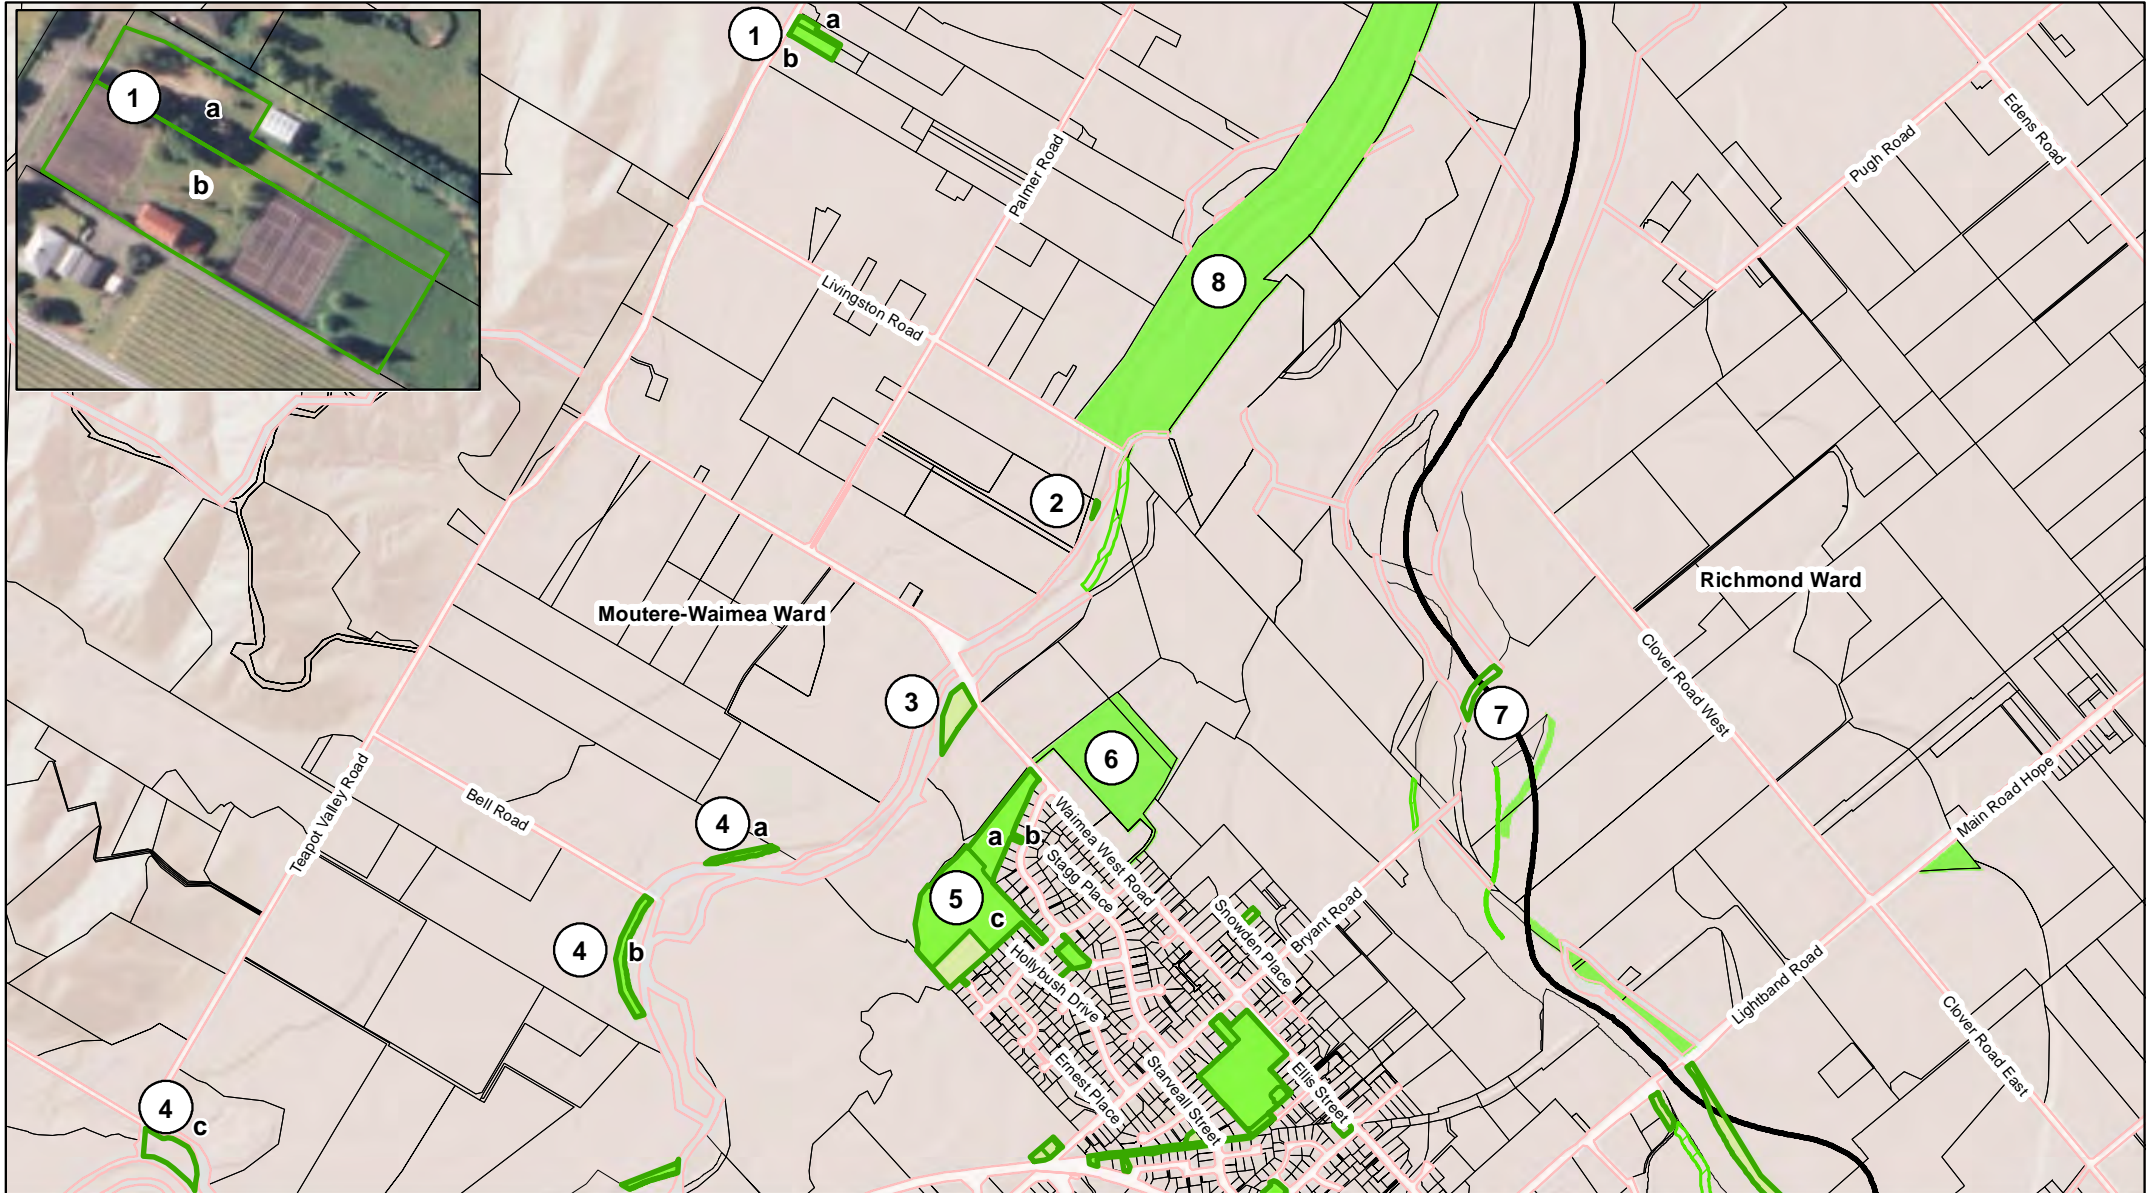 1
a
b
1
a
b
Palmer Road
Livingston Road
8
Pugh Road
Edens Road
2
Richmond Ward
Moutere-Waimea Ward
Clover Road West
3
7
6
Teapot Valley Road
Bell Road
4
a
a
b
Waimea West Road
Stagg Place
5
c
Main Road Hope
4
b
Snowden Place
Bryant Road
Hollybush Drive
Lightband Road
Clover Road East
Ernest Place
Starveall Street
Ellis Street
4
c